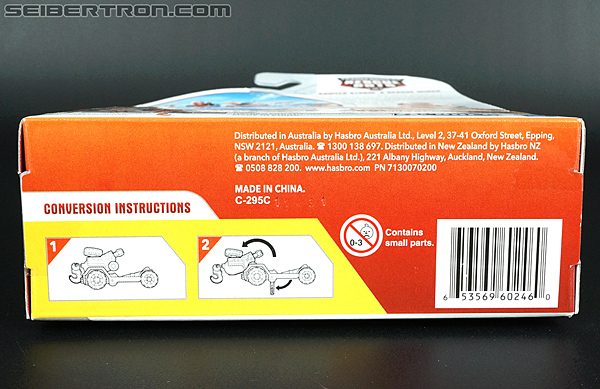 SEIBERTRON.COM
Distributed in Australia by Hasbro Australia Ltd., Level 2, 37-41 Oxford Street, Epping,
NSW 2121, Australia. ☎ 1300 138 697. Distributed in New Zealand by Hasbro NZ
(a branch of Hasbro Australia Ltd.), 221 Albany Highway, Auckland, New Zealand.
☎ 0508 828 200. www.hasbro.com PN 7130070200
MADE IN CHINA.
C-295C
CONVERSION INSTRUCTIONS
1
2
0-3
Contains
small parts.
6 53569 60246 0